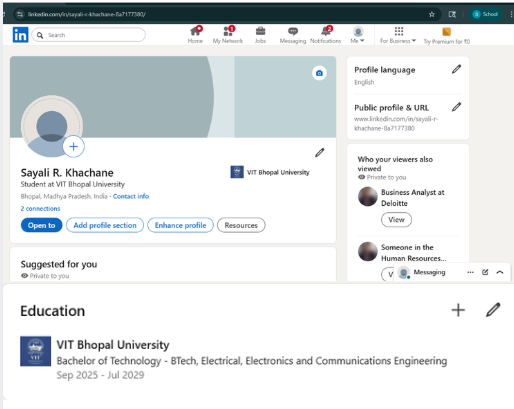 linkedin.com/in/sayali-r-khachane-0a7177380/
School
in
Search
Home
My Network
Jobs
Messaging
Notifications
Me
For Business
Try Premium for ₹0
Sayali R. Khachane
Student at VIT Bhopal University
Bhopal, Madhya Pradesh, India · Contact info
2 connections
VIT Bhopal University
Open to
Add profile section
Enhance profile
Resources
Suggested for you
Private to you
Profile language
English
Public profile & URL
www.linkedin.com/in/sayali-r-
khachane-0a7177380
Who your viewers also
viewed
Private to you
Business Analyst at
Deloitte
View
Someone in the
Human Resources...
Messaging
Education
VIT Bhopal University
Bachelor of Technology - BTech, Electrical, Electronics and Communications Engineering
Sep 2025 - Jul 2029